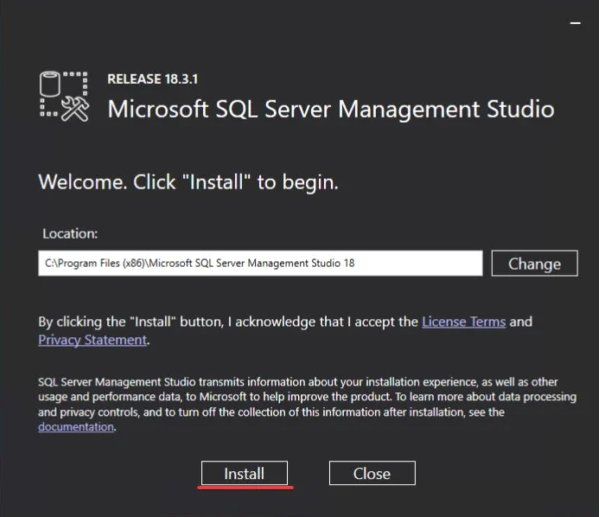 RELEASE 18.3.1
Microsoft SQL Server Management Studio
Welcome. Click "Install" to begin.
Location:
C:\Program Files (x86)\Microsoft SQL Server Management Studio 18
Change
By clicking the "Install" button, I acknowledge that I accept the License Terms and
Privacy Statement.
SQL Server Management Studio transmits information about your installation experience, as well as other
usage and performance data, to Microsoft to help improve the product. To learn more about data processing
and privacy controls, and to turn off the collection of this information after installation, see the
documentation.
Install
Close